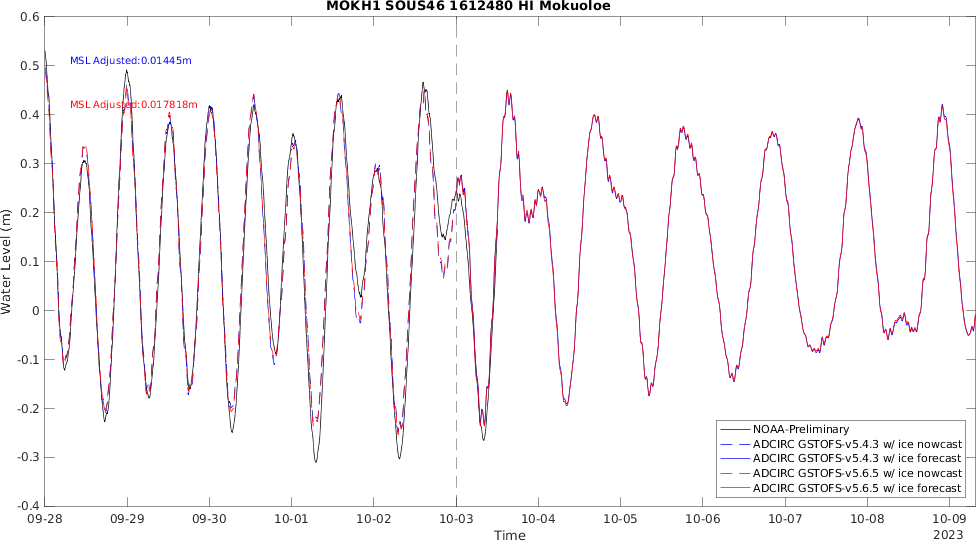 MOKH1 SOUS46 1612480 HI Mokuoloe
0.6
0.5
0.4
0.3
0.2
0.1
0
-0.1
-0.2
-0.3
-0.4
Water Level (m)
MSL Adjusted:0.01445m
MSL Adjusted:0.017818m
NOAA-Preliminary
ADCIRC GSTOFS-v5.4.3 w/ ice nowcast
ADCIRC GSTOFS-v5.4.3 w/ ice forecast
ADCIRC GSTOFS-v5.6.5 w/ ice nowcast
ADCIRC GSTOFS-v5.6.5 w/ ice forecast
09-28 09-29 09-30 10-01 10-02 10-03 10-04 10-05 10-06 10-07 10-08 10-09
2023
Time